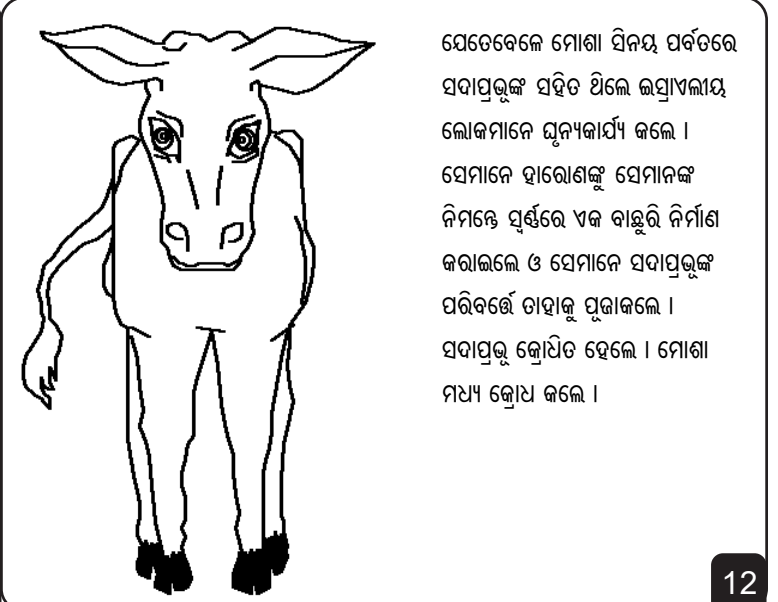 ଯେତେବେଳେ ମୋଶା ସିନୟ ପର୍ବତରେ
ସଦାପ୍ରଭୂଙ୍କ ସହିତ ଥିଲେ ଇସ୍ରାଏଲୀୟ
ଲୋକମାନେ ଘୃନ୍ୟକାର୍ଯ୍ୟ କଲେ ।
ସେମାନେ ହାରୋଣଙ୍କୁ ସେମାନଙ୍କ
ନିମନ୍ତେ ସ୍ୱର୍ଣ୍ଣରେ ଏକ ବାଛୁରି ନିର୍ମାଣ
କରାଇଲେ ଓ ସେମାନେ ସଦାପ୍ରଭୂଙ୍କ
ପରିବର୍ତ୍ତେ ତାହାକୁ ପୂଜାକଲେ ।
ସଦାପ୍ରଭୂ କ୍ରୋଧିତ ହେଲେ । ମୋଶା
ମଧ୍ୟ କ୍ରୋଧ କଲେ ।
12